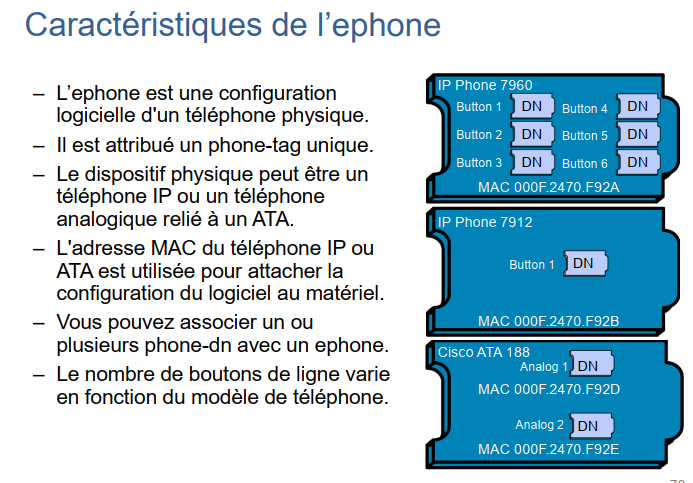 Caractéristiques de l'ephone
– L'ephone est une configuration
logicielle d'un téléphone physique.
– Il est attribué un phone-tag unique.
– Le dispositif physique peut être un
téléphone IP ou un téléphone
analogique relié à un ATA.
– L'adresse MAC du téléphone IP ou
ATA est utilisée pour attacher la
configuration du logiciel au matériel.
– Vous pouvez associer un ou
plusieurs phone-dn avec un ephone.
– Le nombre de boutons de ligne varie
en fonction du modèle de téléphone.
IP Phone 7960
Button 1 DN Button 4 DN
Button 2 DN Button 5 DN
Button 3 DN Button 6 DN
MAC 000F.2470.F92A
IP Phone 7912
Button 1 DN
MAC 000F.2470.F92B
Cisco ATA 188
Analog 1 DN
MAC 000F.2470.F92D
Analog 2 DN
MAC 000F.2470.F92E